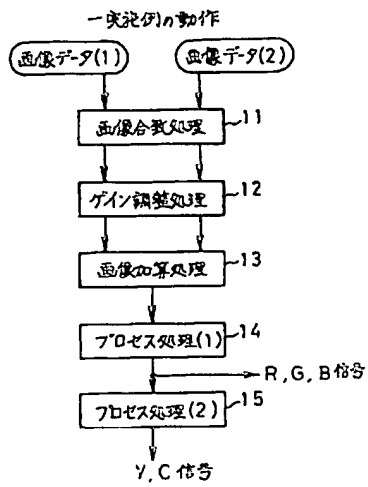 一実施例の動作
画像データ(1)
画像データ(2)
画像合致処理
11
ゲイン調整処理
12
画像加算処理
13
プロセス処理(1)
14
R, G, B 信号
プロセス処理(2)
15
Y, C 信号